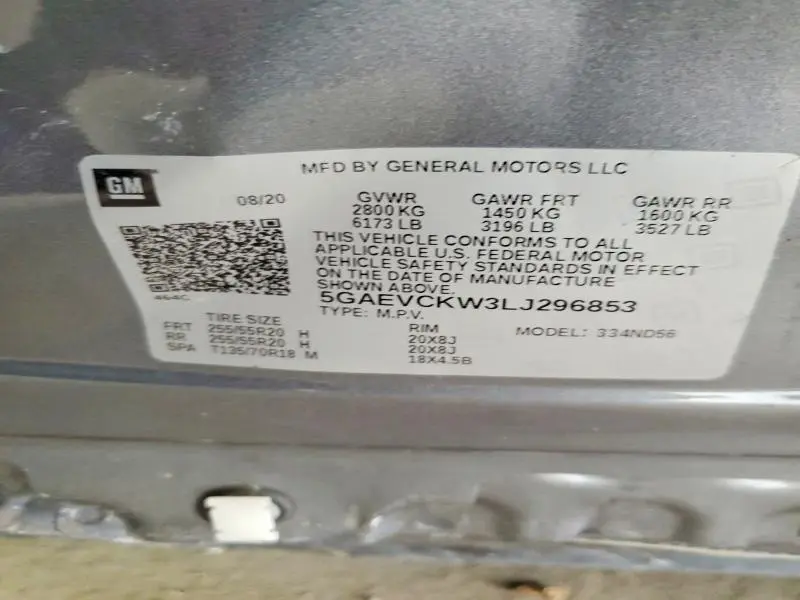 GM
MFD BY GENERAL MOTORS LLC
08/20
GVWR GAWR FRT GAWR RR
2800 KG 1450 KG 1600 KG
6173 LB 3196 LB 3527 LB
THIS VEHICLE CONFORMS TO ALL
APPLICABLE U.S. FEDERAL MOTOR
VEHICLE SAFETY STANDARDS IN EFFECT
ON THE DATE OF MANUFACTURE
SHOWN ABOVE.
464C
5GAEVCKW3LJ296853
TYPE: M.P.V. MODEL: 334ND56
TIRE SIZE RIM
FRT 255/55R20 H 20X8J
RR 255/55R20 H 20X8J
SPA T135/70R18 M 18X4.5B